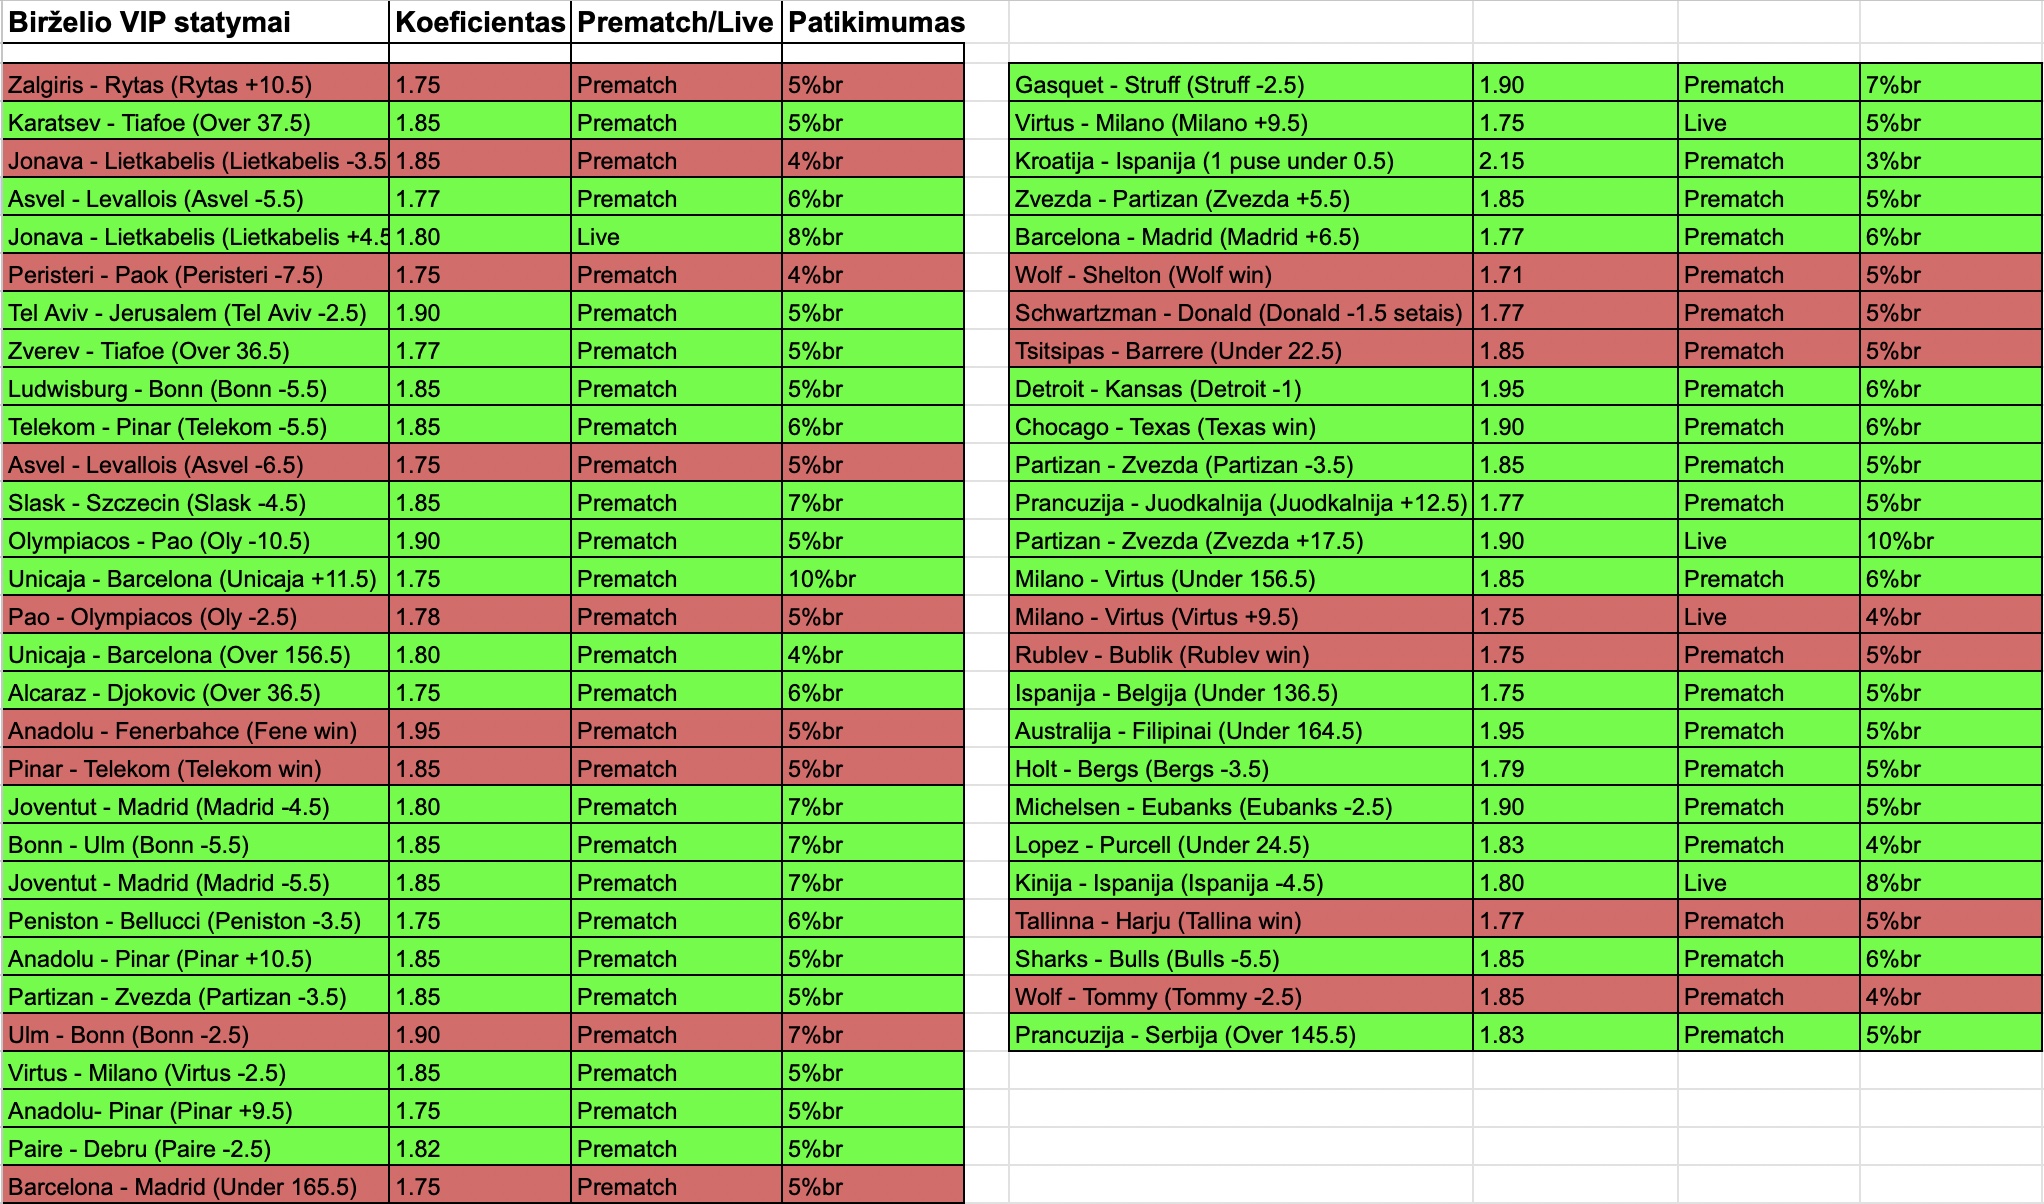 Birželio VIP statymai Koeficientas Prematch/Live Patikimumas
Zalgiris - Rytas (Rytas +10.5) 1.75 Prematch 5%br
Karatsev - Tiafoe (Over 37.5) 1.85 Prematch 5%br
Jonava - Lietkabelis (Lietkabelis -3.5 1.85 Prematch 4%br
Asvel - Levallois (Asvel -5.5) 1.77 Prematch 6%br
Jonava - Lietkabelis (Lietkabelis +4.5 1.80 Live 8%br
Peristeri - Paok (Peristeri -7.5) 1.75 Prematch 4%br
Tel Aviv - Jerusalem (Tel Aviv -2.5) 1.90 Prematch 5%br
Zverev - Tiafoe (Over 36.5) 1.77 Prematch 5%br
Ludwisburg - Bonn (Bonn -5.5) 1.85 Prematch 5%br
Telekom - Pinar (Telekom -5.5) 1.85 Prematch 6%br
Asvel - Levallois (Asvel -6.5) 1.75 Prematch 5%br
Slask - Szczecin (Slask -4.5) 1.85 Prematch 7%br
Olympiacos - Pao (Oly -10.5) 1.90 Prematch 5%br
Unicaja - Barcelona (Unicaja +11.5) 1.75 Prematch 10%br
Pao - Olympiacos (Oly -2.5) 1.78 Prematch 5%br
Unicaja - Barcelona (Over 156.5) 1.80 Prematch 4%br
Alcaraz - Djokovic (Over 36.5) 1.75 Prematch 6%br
Anadolu - Fenerbahce (Fene win) 1.95 Prematch 5%br
Pinar - Telekom (Telekom win) 1.85 Prematch 5%br
Joventut - Madrid (Madrid -4.5) 1.80 Prematch 7%br
Bonn - Ulm (Bonn -5.5) 1.85 Prematch 7%br
Joventut - Madrid (Madrid -5.5) 1.85 Prematch 7%br
Peniston - Bellucci (Peniston -3.5) 1.75 Prematch 6%br
Anadolu - Pinar (Pinar +10.5) 1.85 Prematch 5%br
Partizan - Zvezda (Partizan -3.5) 1.85 Prematch 5%br
Ulm - Bonn (Bonn -2.5) 1.90 Prematch 7%br
Virtus - Milano (Virtus -2.5) 1.85 Prematch 5%br
Anadolu- Pinar (Pinar +9.5) 1.75 Prematch 5%br
Paire - Debru (Paire -2.5) 1.82 Prematch 5%br
Barcelona - Madrid (Under 165.5) 1.75 Prematch 5%br
Gasquet - Struff (Struff -2.5) 1.90 Prematch 7%br
Virtus - Milano (Milano +9.5) 1.75 Live 5%br
Kroatija - Ispanija (1 puse under 0.5) 2.15 Prematch 3%br
Zvezda - Partizan (Zvezda +5.5) 1.85 Prematch 5%br
Barcelona - Madrid (Madrid +6.5) 1.77 Prematch 6%br
Wolf - Shelton (Wolf win) 1.71 Prematch 5%br
Schwartzman - Donald (Donald -1.5 setais) 1.77 Prematch 5%br
Tsitsipas - Barrere (Under 22.5) 1.85 Prematch 5%br
Detroit - Kansas (Detroit -1) 1.95 Prematch 6%br
Chocago - Texas (Texas win) 1.90 Prematch 6%br
Partizan - Zvezda (Partizan -3.5) 1.85 Prematch 5%br
Prancuzija - Juodkalnija (Juodkalnija +12.5) 1.77 Prematch 5%br
Partizan - Zvezda (Zvezda +17.5) 1.90 Live 10%br
Milano - Virtus (Under 156.5) 1.85 Prematch 6%br
Milano - Virtus (Virtus +9.5) 1.75 Live 4%br
Rublev - Bublik (Rublev win) 1.75 Prematch 5%br
Ispanija - Belgija (Under 136.5) 1.75 Prematch 5%br
Australija - Filipinai (Under 164.5) 1.95 Prematch 5%br
Holt - Bergs (Bergs -3.5) 1.79 Prematch 5%br
Michelsen - Eubanks (Eubanks -2.5) 1.90 Prematch 5%br
Lopez - Purcell (Under 24.5) 1.83 Prematch 4%br
Kinija - Ispanija (Ispanija -4.5) 1.80 Live 8%br
Tallinna - Harju (Tallina win) 1.77 Prematch 5%br
Sharks - Bulls (Bulls -5.5) 1.85 Prematch 6%br
Wolf - Tommy (Tommy -2.5) 1.85 Prematch 4%br
Prancuzija - Serbija (Over 145.5) 1.83 Prematch 5%br